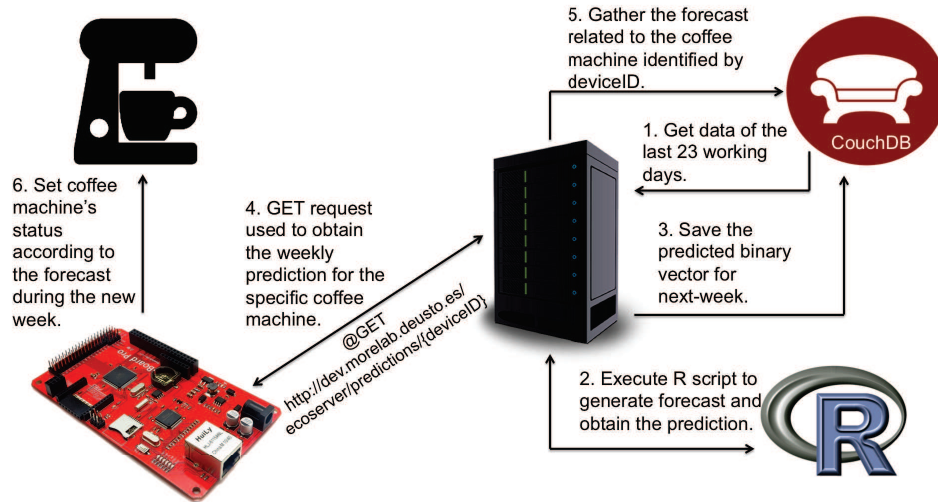 5. Gather the forecast
related to the coffee
machine identified by
deviceID.
CouchDB
1. Get data of the
last 23 working
days.
6. Set coffee
machine's
status
according to
the forecast
during the new
week.
4. GET request
used to obtain
the weekly
prediction for the
specific coffee
machine.
@GET
http://dev.morelab.deusto.es/
ecoserver/predictions/{deviceID}
3. Save the
predicted binary
vector for
next-week.
2. Execute R script to
generate forecast and
obtain the prediction.
R
Board Pro
HuiLy